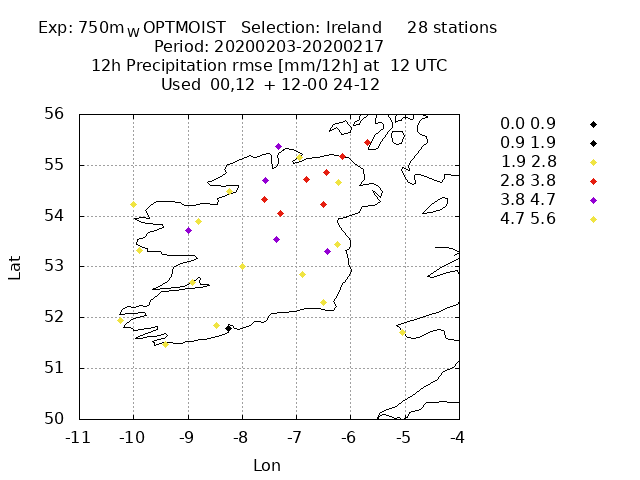 Exp: 750m_W OPTMOIST   Selection: Ireland     28 stations
Period: 20200203-20200217
12h Precipitation rmse [mm/12h] at  12 UTC
Used  00,12  + 12-00 24-12
56
55
54
53
52
51
50
-11 -10 -9 -8 -7 -6 -5 -4
Lat
Lon
0.0 0.9
0.9 1.9
1.9 2.8
2.8 3.8
3.8 4.7
4.7 5.6